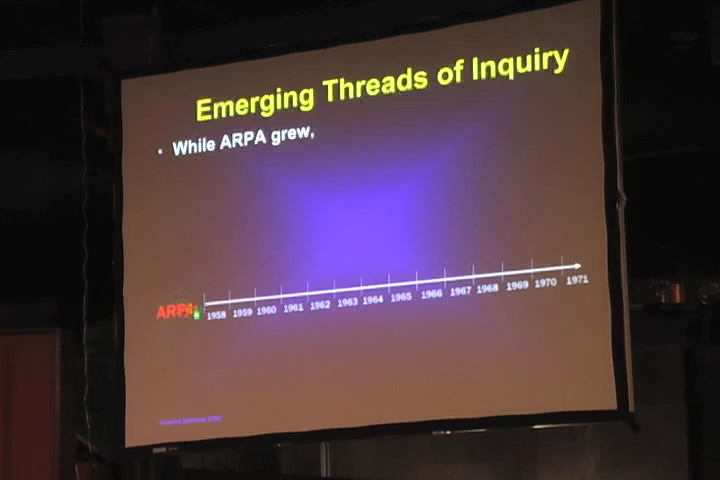 Emerging Threads of Inquiry
• While ARPA grew,
ARPA 1958 1959 1960 1961 1962 1963 1964 1965 1966 1967 1968 1969 1970 1971